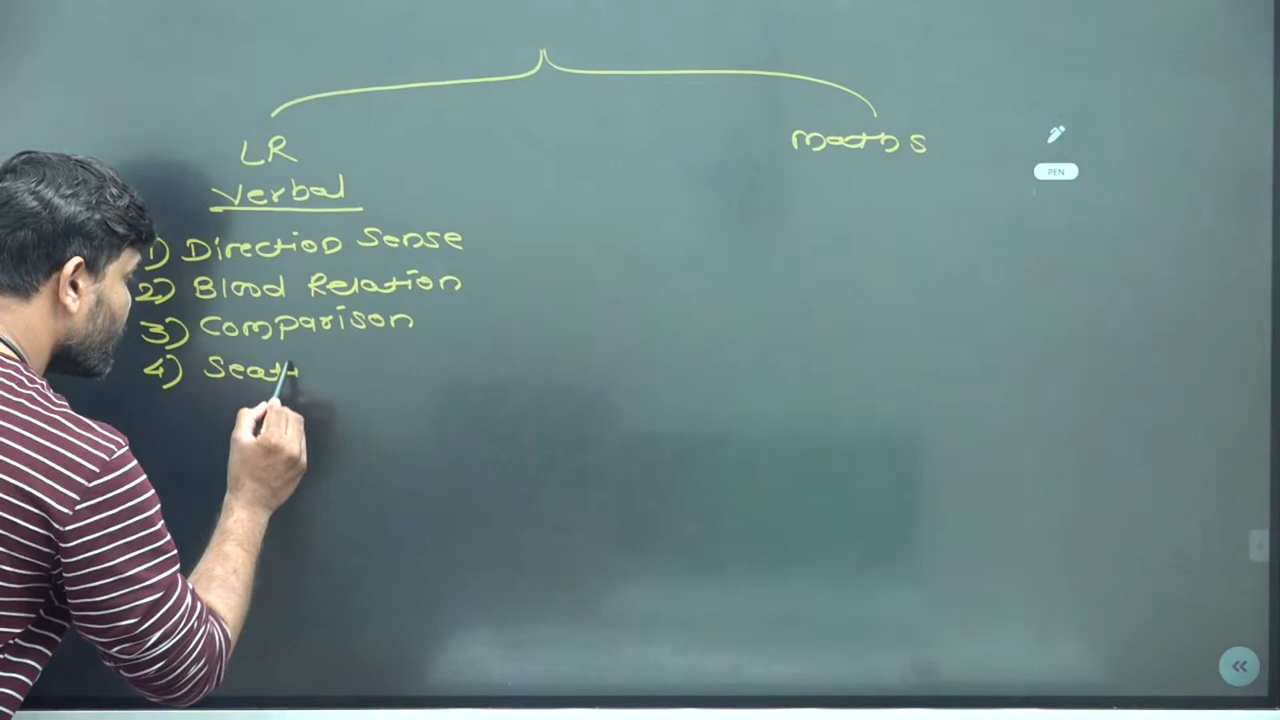 LR
Maths
PEN
Verbal
1) Direction Sense
2) Blood Relation
3) Comparison
4) Seat